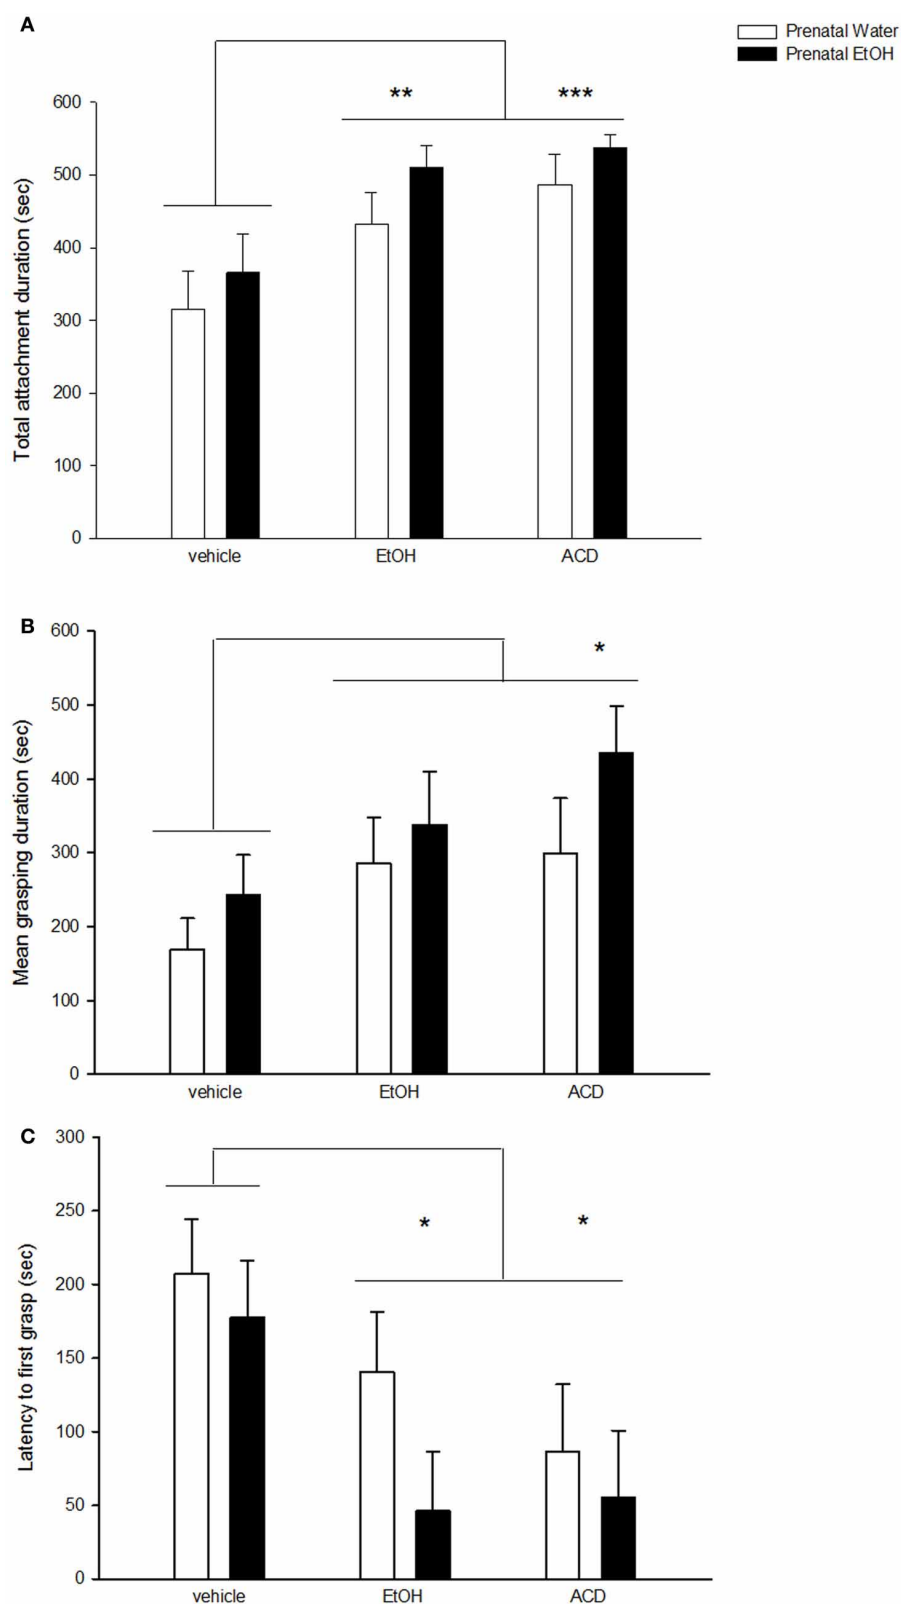 A
Prenatal Water
Prenatal EtOH
** ***
600
500
400
300
200
100
0
Total attachment duration (sec)
vehicle EtOH ACD
B
600
500
400
300
200
100
0
Mean grasping duration (sec)
*
vehicle EtOH ACD
C
300
250
200
150
100
50
0
Latency to first grasp (sec)
* *
vehicle EtOH ACD